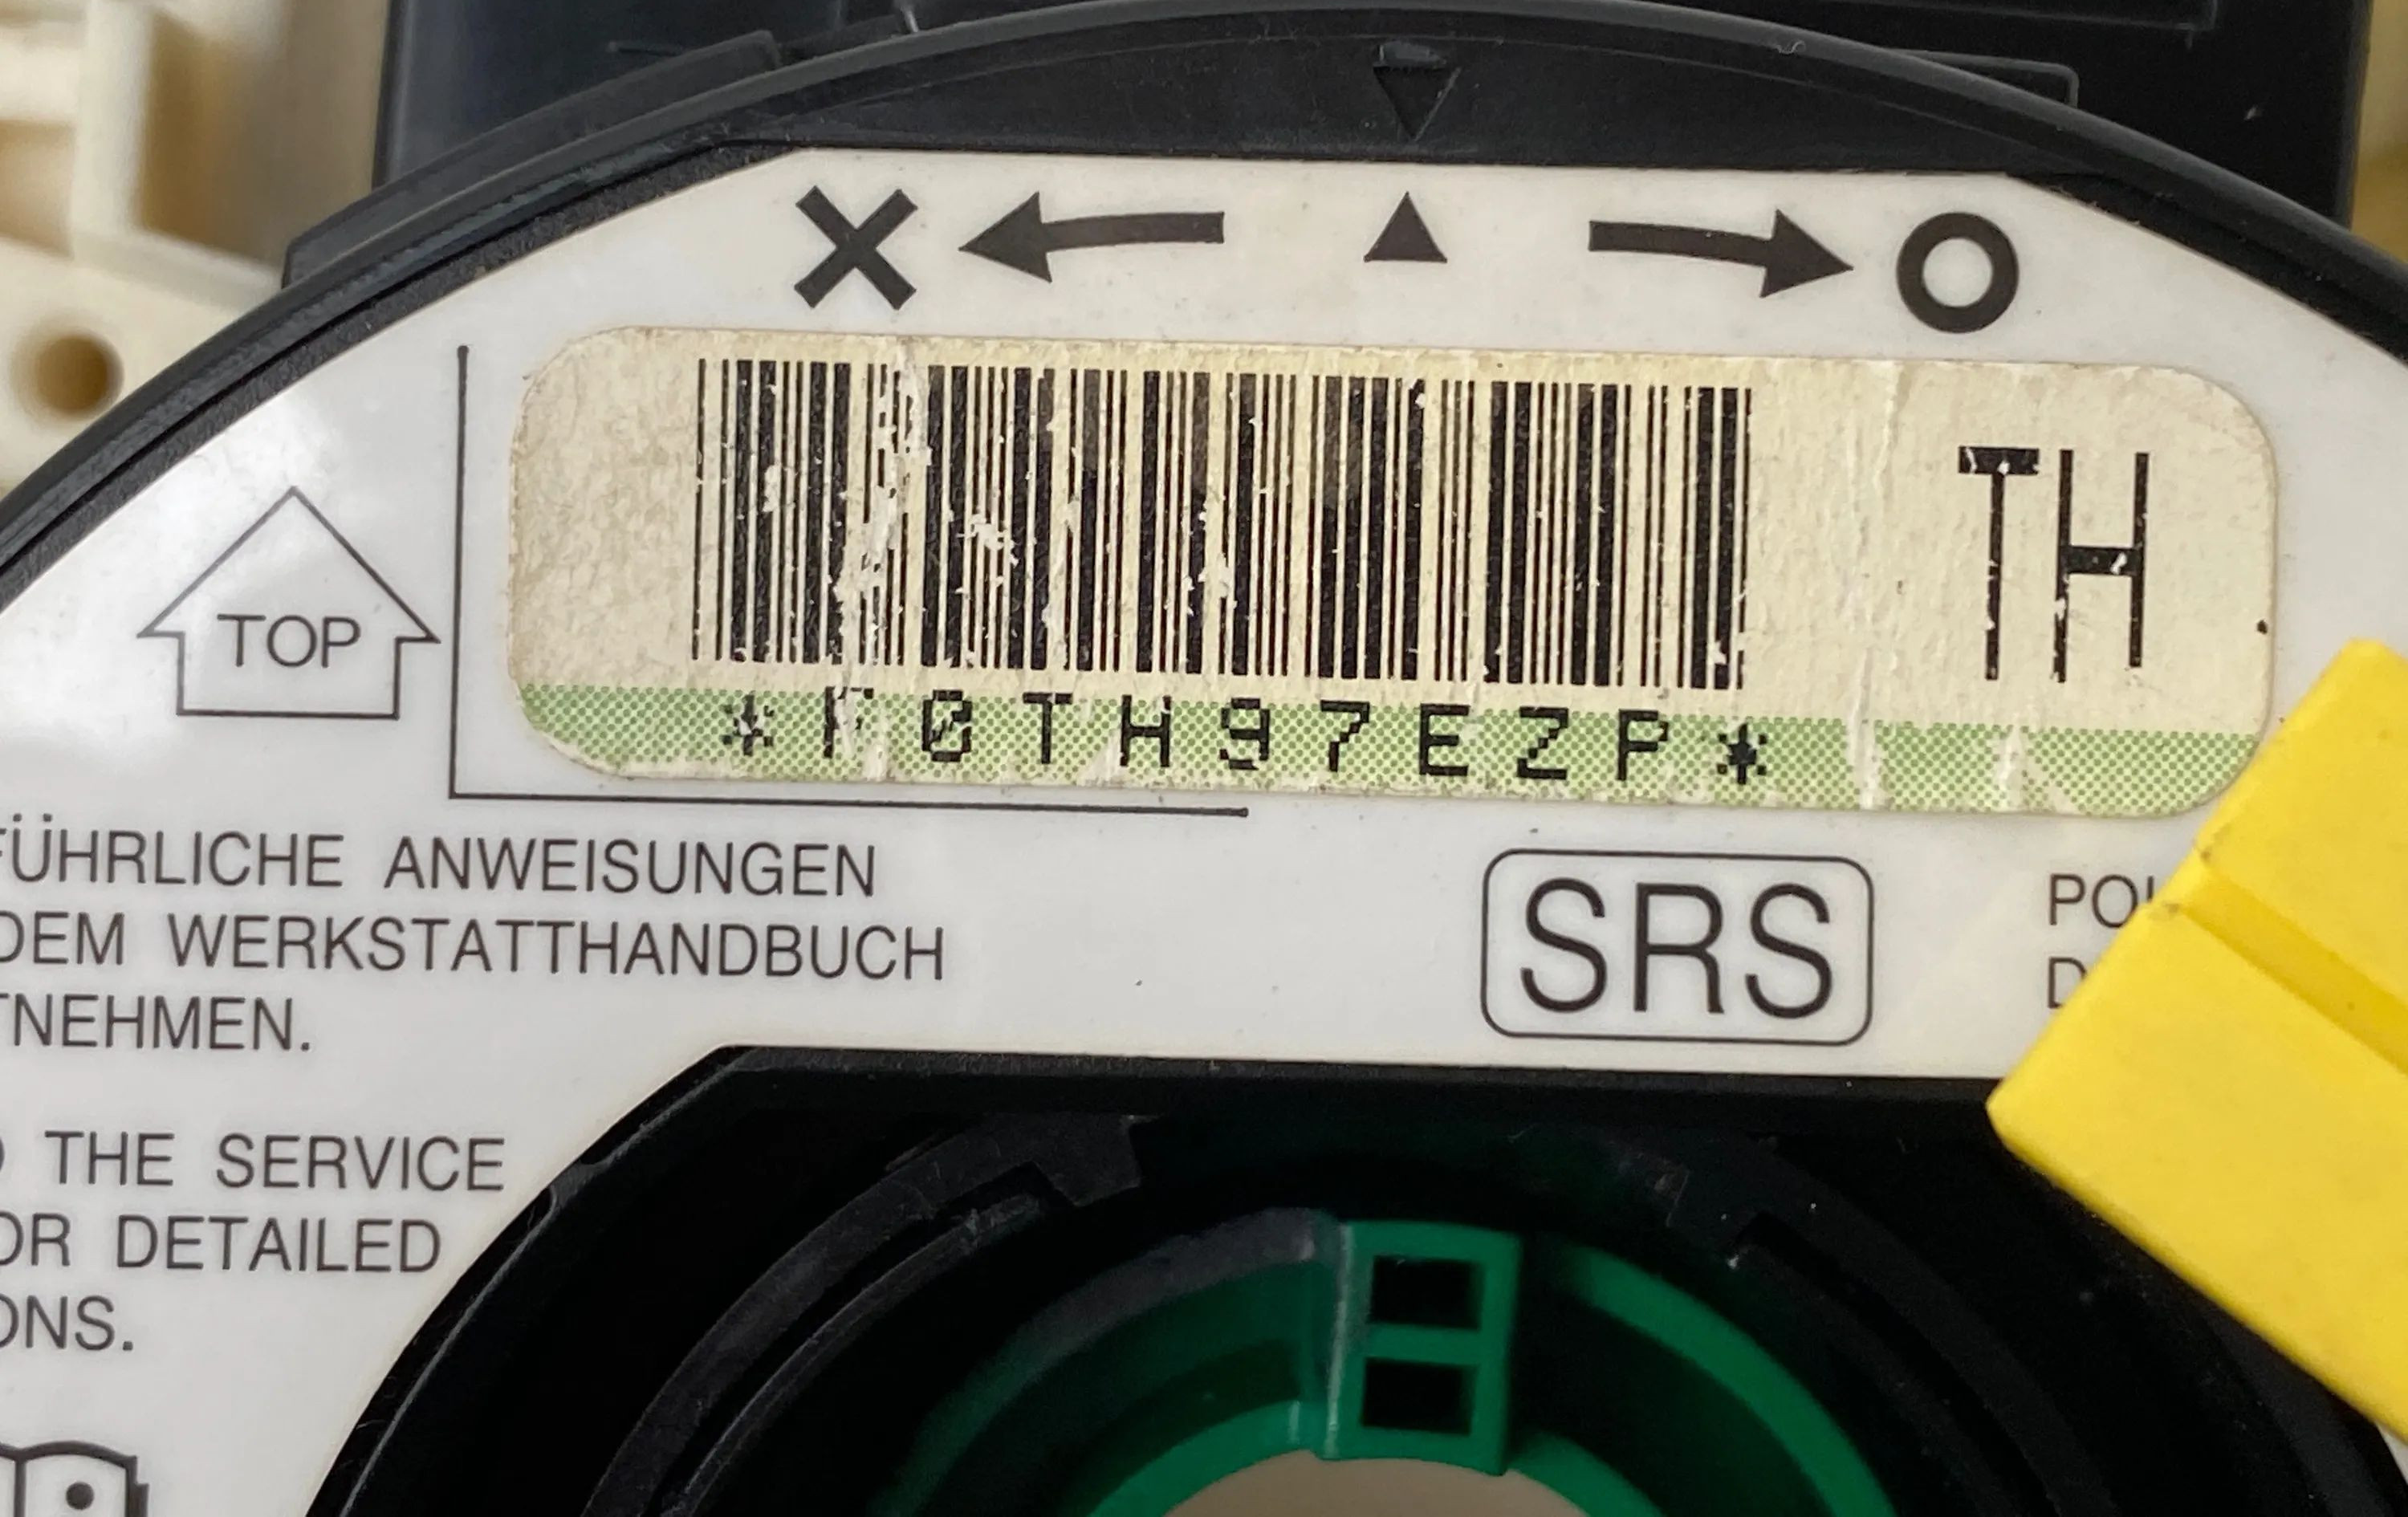 TH
*F0TH97EZP*
TOP
FÜHRLICHE ANWEISUNGEN
DEM WERKSTATTHANDBUCH
TNEHMEN.
SRS
THE SERVICE
OR DETAILED
ONS.